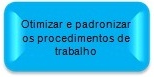 Otimizar e padronizar
os procedimentos de
trabalho